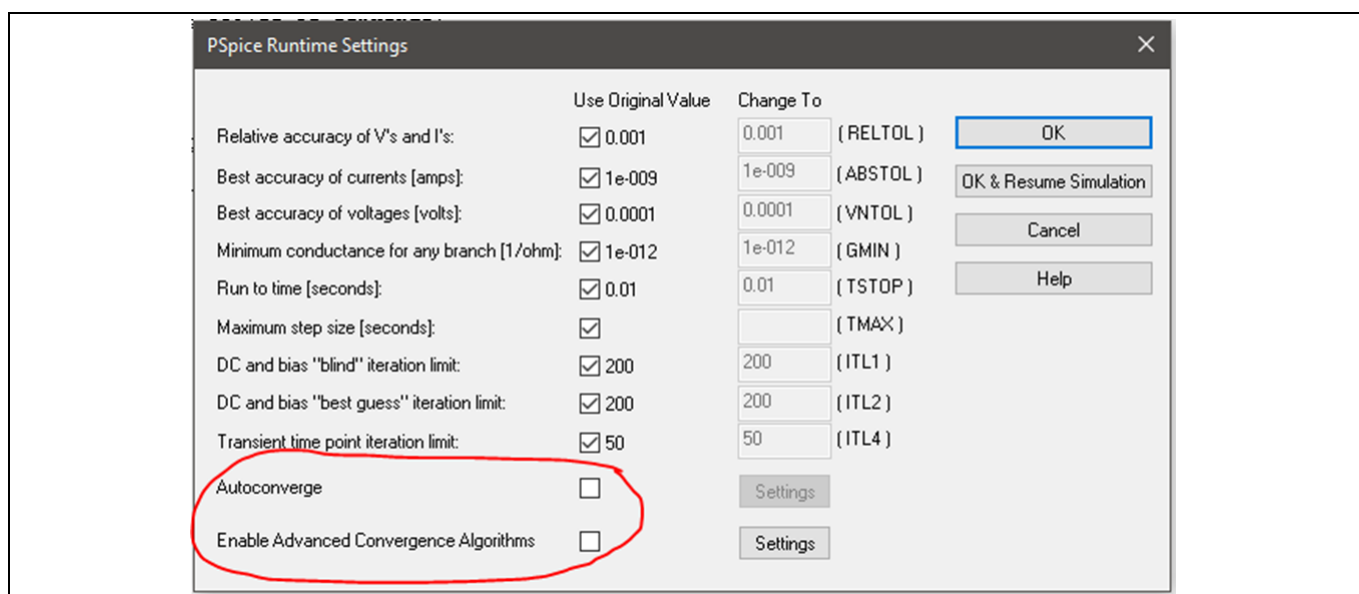 PSpice Runtime Settings
Use Original Value Change To
Relative accuracy of V's and I's: 0.001 0.001 (RELTOL) OK
Best accuracy of currents [amps]: 1e-009 1e-009 (ABSTOL) OK & Resume Simulation
Best accuracy of voltages [volts]: 0.0001 0.0001 (VNTOL) Cancel
Minimum conductance for any branch [1/ohm]: 1e-012 1e-012 (GMIN)
Run to time [seconds]: 0.01 0.01 (TSTOP) Help
Maximum step size [seconds]: (TMAX)
DC and bias "blind" iteration limit: 200 200 (ITL1)
DC and bias "best guess" iteration limit: 200 200 (ITL2)
Transient time point iteration limit: 50 50 (ITL4)
Autoconverge Settings
Enable Advanced Convergence Algorithms Settings